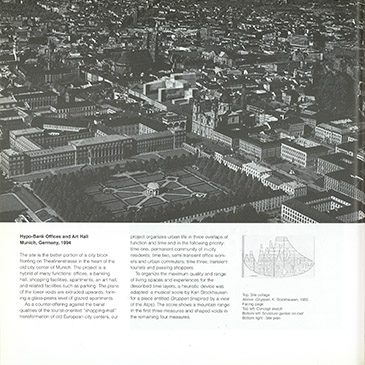 Hypo-Bank Offices and Art Hall
Munich, Germany, 1994
The site is the better portion of a city block
fronting on Theatinerstrasse in the heart of the
old city center of Munich. The project is a
hybrid of many functions: offices, a banking
hall, shopping facilities, apartments, an art hall,
and related facilities such as parking. The plans
of the lower voids are extruded upwards, form-
ing a glass-prisms level of glazed apartments.
As a counter-offering against the banal
qualities of the tourist-oriented "shopping-mall"
transformation of old European city centers, our
project organizes urban life in three overlaps of
function and time and in the following priority:
time one, permanent community of in-city
residents; time two, semi-transient office work-
ers and urban commuters; time three, transient
tourists and passing shoppers.
To organize the maximum quality and range
of living spaces and experiences for the
described time layers, a heuristic device was
adopted: a musical score by Karl Stockhausen
for a piece entitled Gruppen (inspired by a view
of the Alps). The score shows a mountain range
in the first three measures and shaped voids in
the remaining four measures.
Top: Site collage
Above: Gruppen, K. Stockhausen, 1955
Facing page
Top left: Concept sketch
Bottom left: Sculpture garden on roof
Bottom right: Site plan